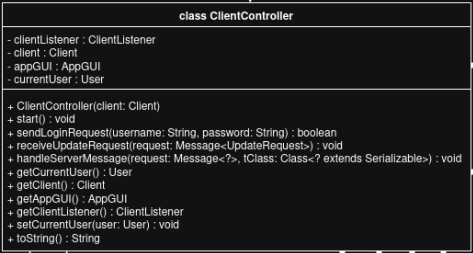 class ClientController
- clientListener : ClientListener
- client : Client
- appGUI : AppGUI
- currentUser : User
+ ClientController(client: Client)
+ start() : void
+ sendLoginRequest(username: String, password: String) : boolean
+ receiveUpdateRequest(request: Message<UpdateRequest>) : void
+ handleServerMessage(request: Message<?>, tClass: Class<? extends Serializable>) : void
+ getCurrentUser() : User
+ getClient() : Client
+ getAppGUI() : AppGUI
+ getClientListener() : ClientListener
+ setCurrentUser(user: User) : void
+ toString() : String